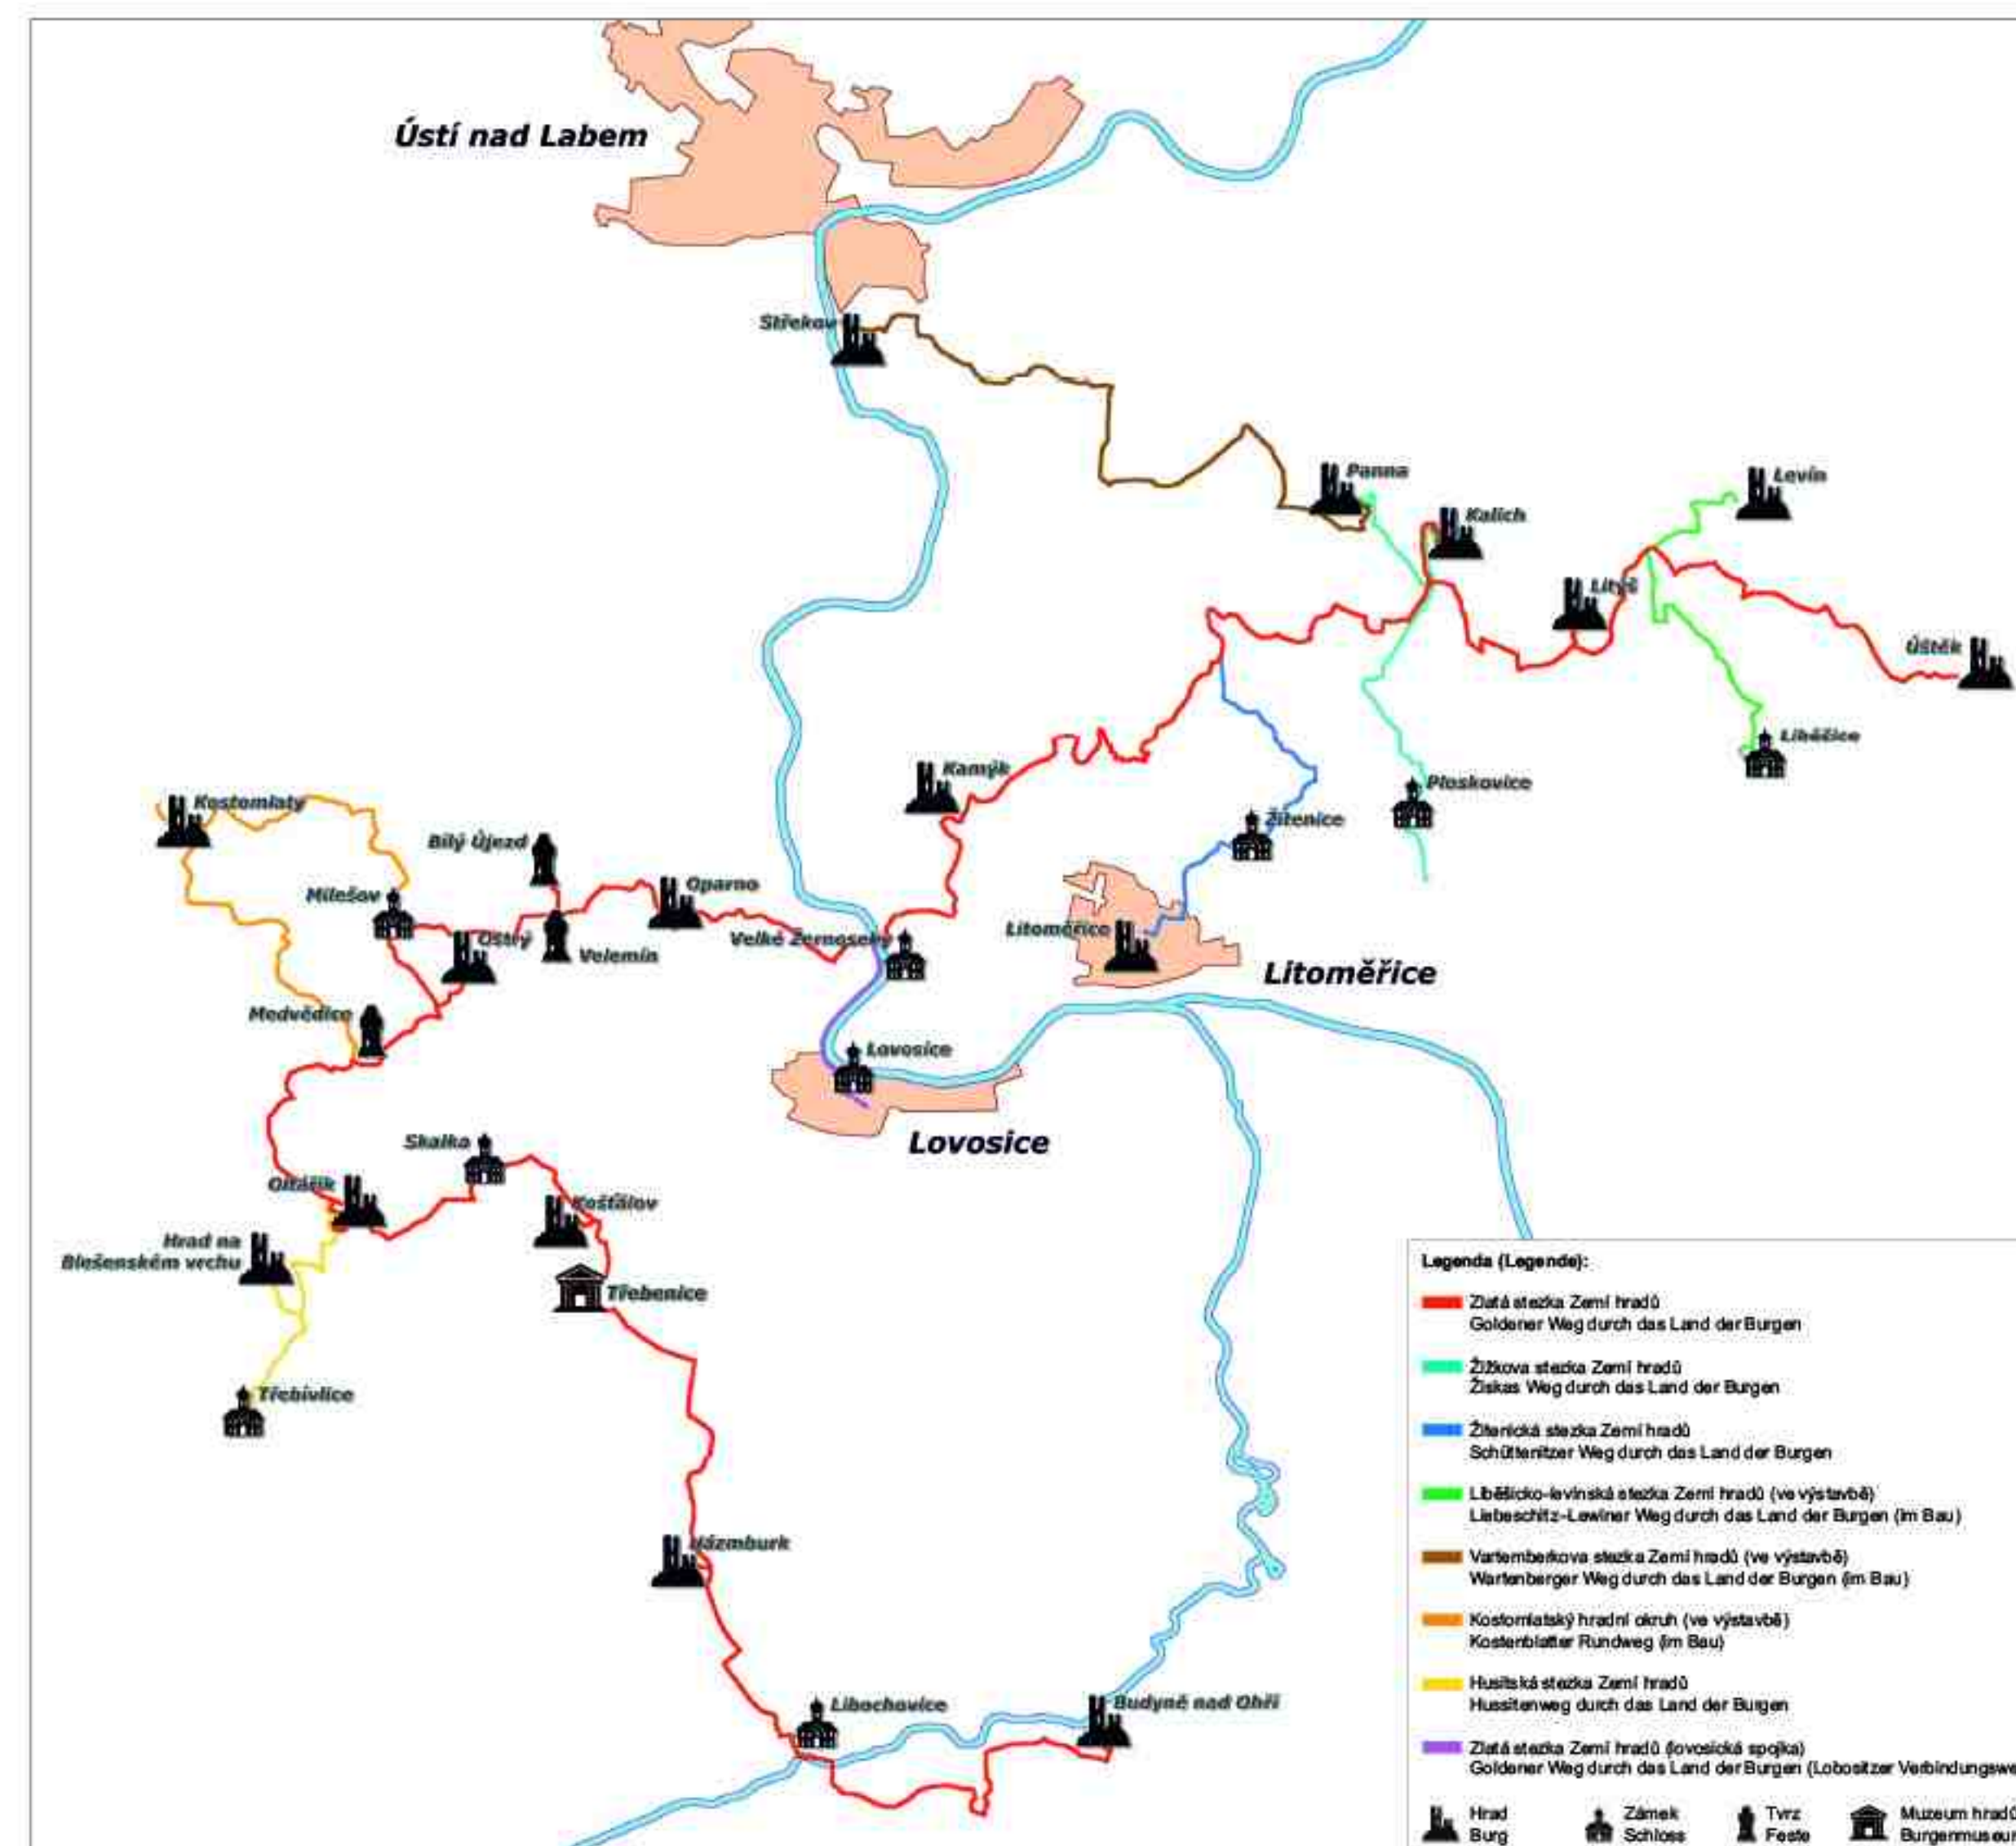 Ústí nad Labem
Střekov
Panna
Levín
Kalich
Litýš
Úštěk
Liběšice
Kamýk
Ploskovice
Kostomlaty
Žitenice
Bílý Újezd
Milešov
Oparno
Ostrý
Velemín
Velké Žernoseky
Litoměřice
Litoměřice
Medvědice
Lovosice
Lovosice
Skalka
Oltářík
Košťálov
Hrad na
Blešenském vrchu
Třebenice
Třebívlice
Házmburk
Libochovice
Budyně nad Ohří
Legenda (Legende):
Zlatá stezka Zemí hradů
Goldener Weg durch das Land der Burgen
Žižkova stezka Zemí hradů
Žiskas Weg durch das Land der Burgen
Žitenická stezka Zemí hradů
Schüttenitzer Weg durch das Land der Burgen
Liběšicko-levínská stezka Zemí hradů (ve výstavbě)
Liebeschitz-Lewiner Weg durch das Land der Burgen (im Bau)
Vartemberkova stezka Zemí hradů (ve výstavbě)
Wartenberger Weg durch das Land der Burgen (im Bau)
Kostomlatský hradní okruh (ve výstavbě)
Kostenblatter Rundweg (im Bau)
Husitská stezka Zemí hradů
Hussitenweg durch das Land der Burgen
Zlatá stezka Zemí hradů (lovosická spojka)
Goldener Weg durch das Land der Burgen (Lobositzer Verbindungswe
Hrad Zámek Tvrz Muzeum hradů
Burg Schloss Feste Burgenmuseum